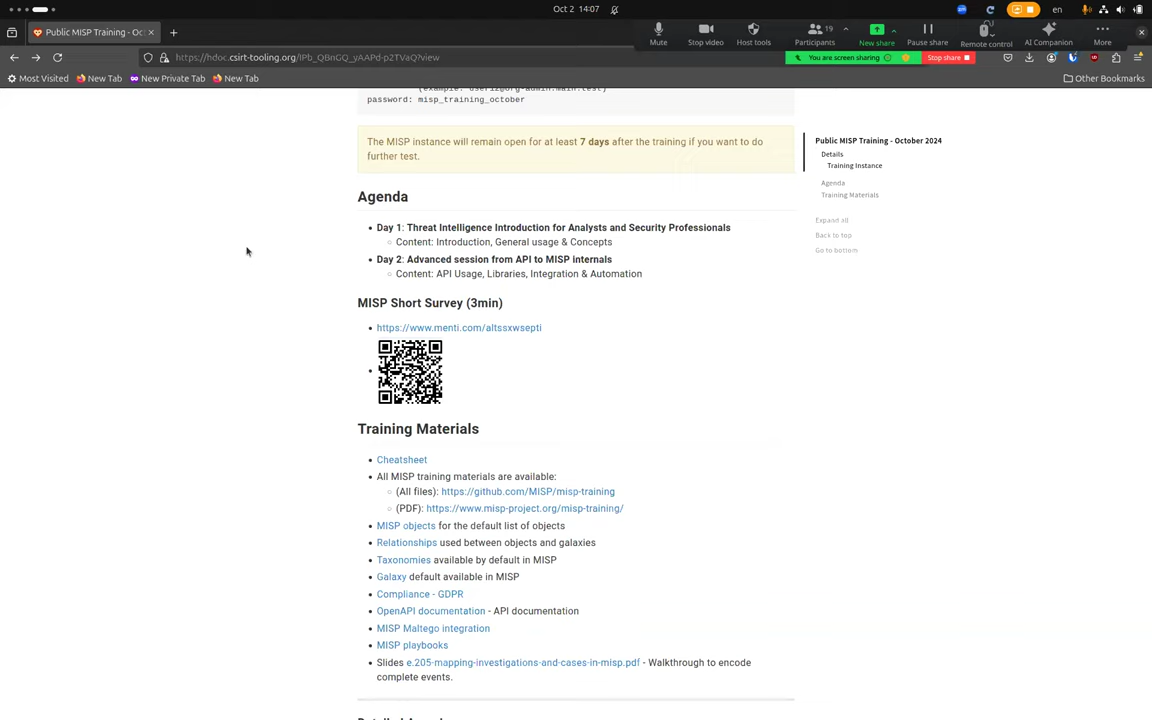 Oct 2 14:07
en
Public MISP Training - Oc
Mute
Stop video
Host tools
Participants
19
New share
Pause share
Remote control
AI Companion
More
https://hdoc.csirt-tooling.org/IPb_QBnGQ_yAAPd-p2TVaQ?view
You are screen sharing
Stop share
Most Visited
New Tab
New Private Tab
New Tab
Other Bookmarks
(example: user12@org-admin.main.test)
password: misp_training_october
The MISP instance will remain open for at least 7 days after the training if you want to do
further test.
Public MISP Training - October 2024
Details
Training Instance
Agenda
Training Materials
Expand all
Back to top
Go to bottom
Agenda
Day 1: Threat Intelligence Introduction for Analysts and Security Professionals
Content: Introduction, General usage & Concepts
Day 2: Advanced session from API to MISP internals
Content: API Usage, Libraries, Integration & Automation
MISP Short Survey (3min)
https://www.menti.com/altssxwsepti
Training Materials
Cheatsheet
All MISP training materials are available:
(All files): https://github.com/MISP/misp-training
(PDF): https://www.misp-project.org/misp-training/
MISP objects for the default list of objects
Relationships used between objects and galaxies
Taxonomies available by default in MISP
Galaxy default available in MISP
Compliance - GDPR
OpenAPI documentation - API documentation
MISP Maltego integration
MISP playbooks
Slides e.205-mapping-investigations-and-cases-in-misp.pdf - Walkthrough to encode
complete events.